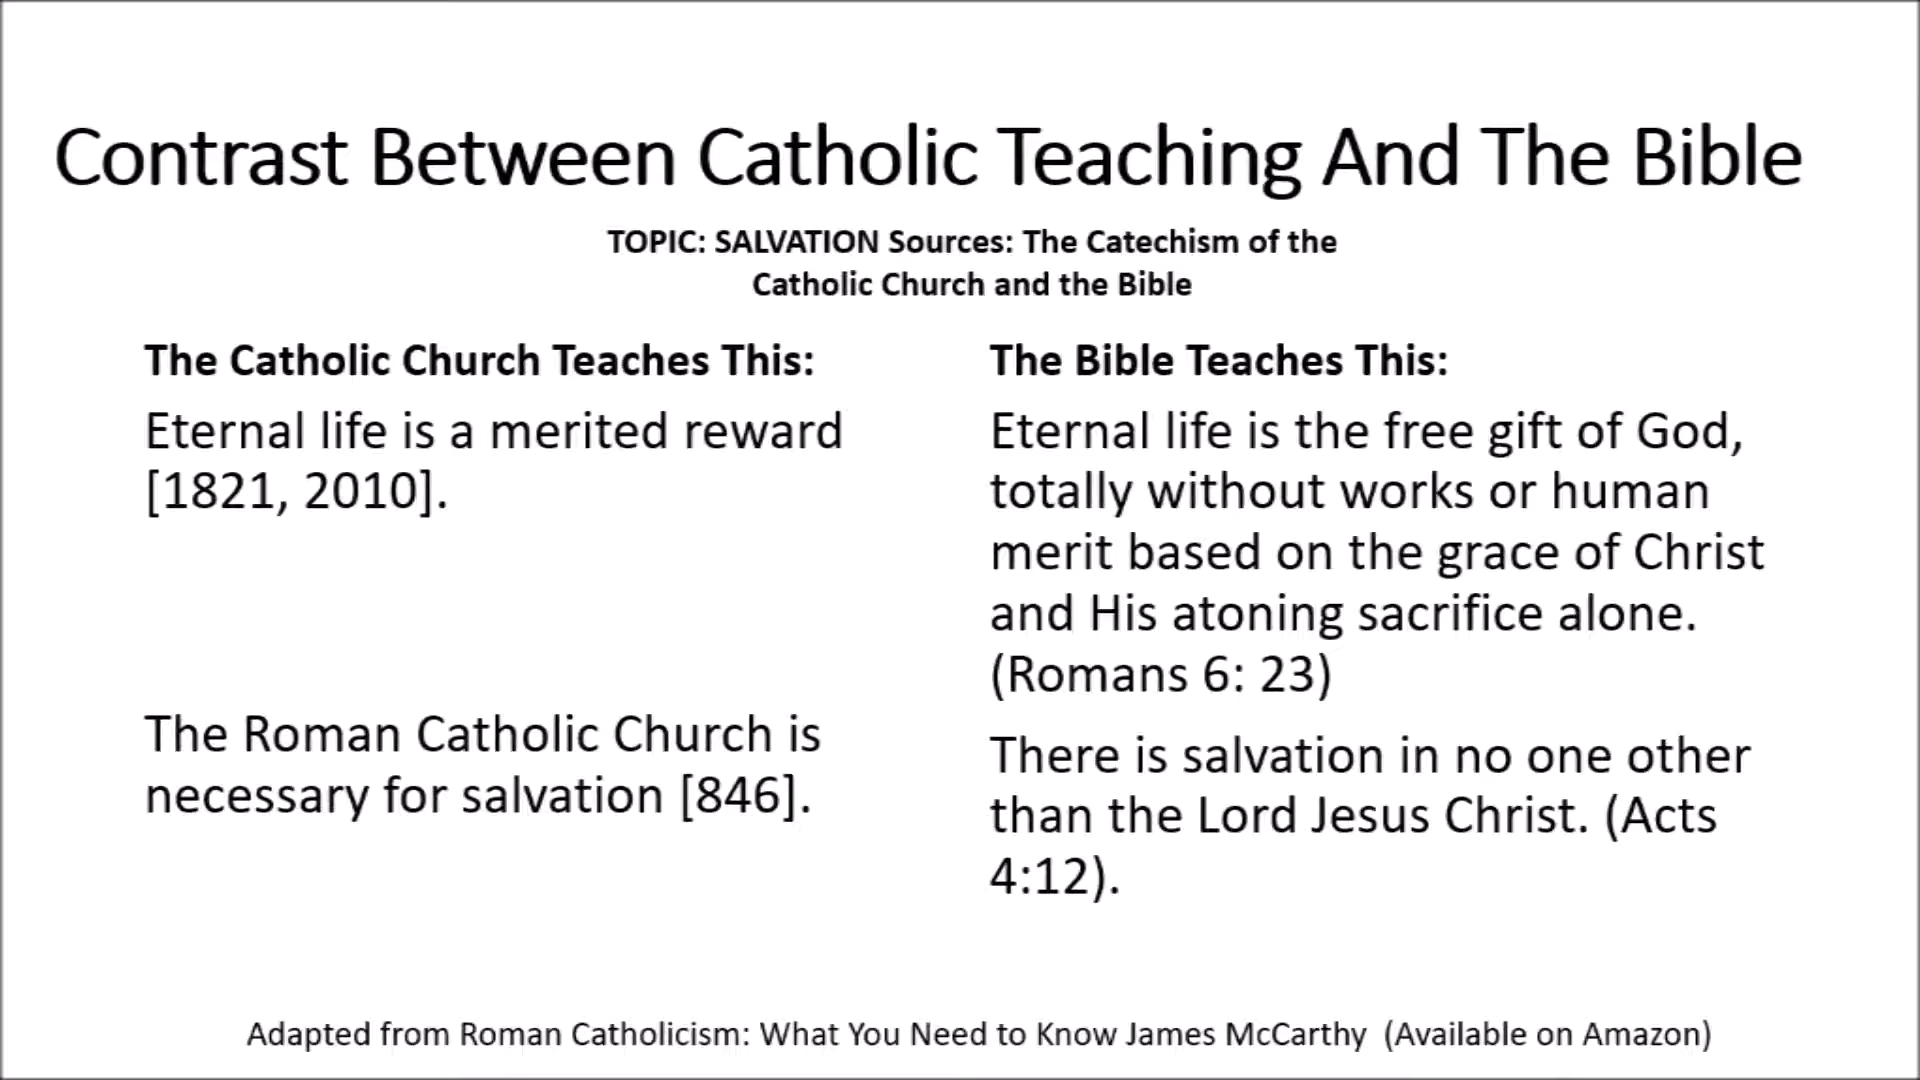 Contrast Between Catholic Teaching And The Bible
TOPIC: SALVATION Sources: The Catechism of the
Catholic Church and the Bible
The Catholic Church Teaches This:
Eternal life is a merited reward
[1821, 2010].
The Roman Catholic Church is
necessary for salvation [846].
The Bible Teaches This:
Eternal life is the free gift of God,
totally without works or human
merit based on the grace of Christ
and His atoning sacrifice alone.
(Romans 6: 23)
There is salvation in no one other
than the Lord Jesus Christ. (Acts
4:12).
Adapted from Roman Catholicism: What You Need to Know James McCarthy (Available on Amazon)